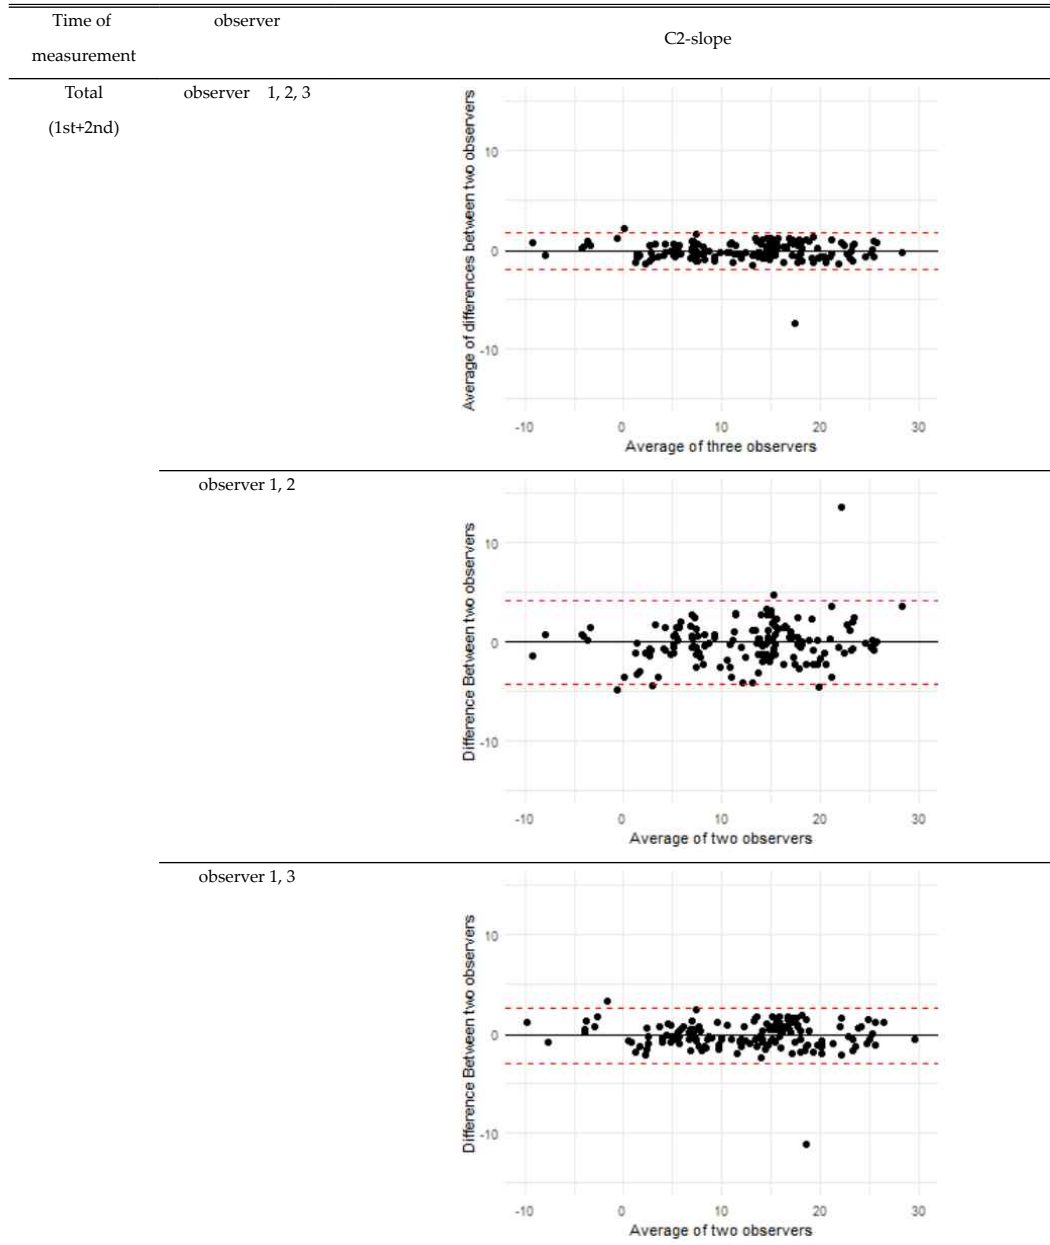 Time of measurement
observer
C2-slope
Total (1st+2nd)
observer 1, 2, 3
Average of differences between two observers
10
0
-10
-10
0
10
20
30
Average of three observers
observer 1, 2
Difference Between two observers
10
0
-10
-10
0
10
20
30
Average of two observers
observer 1, 3
Difference Between two observers
10
0
-10
-10
0
10
20
30
Average of two observers